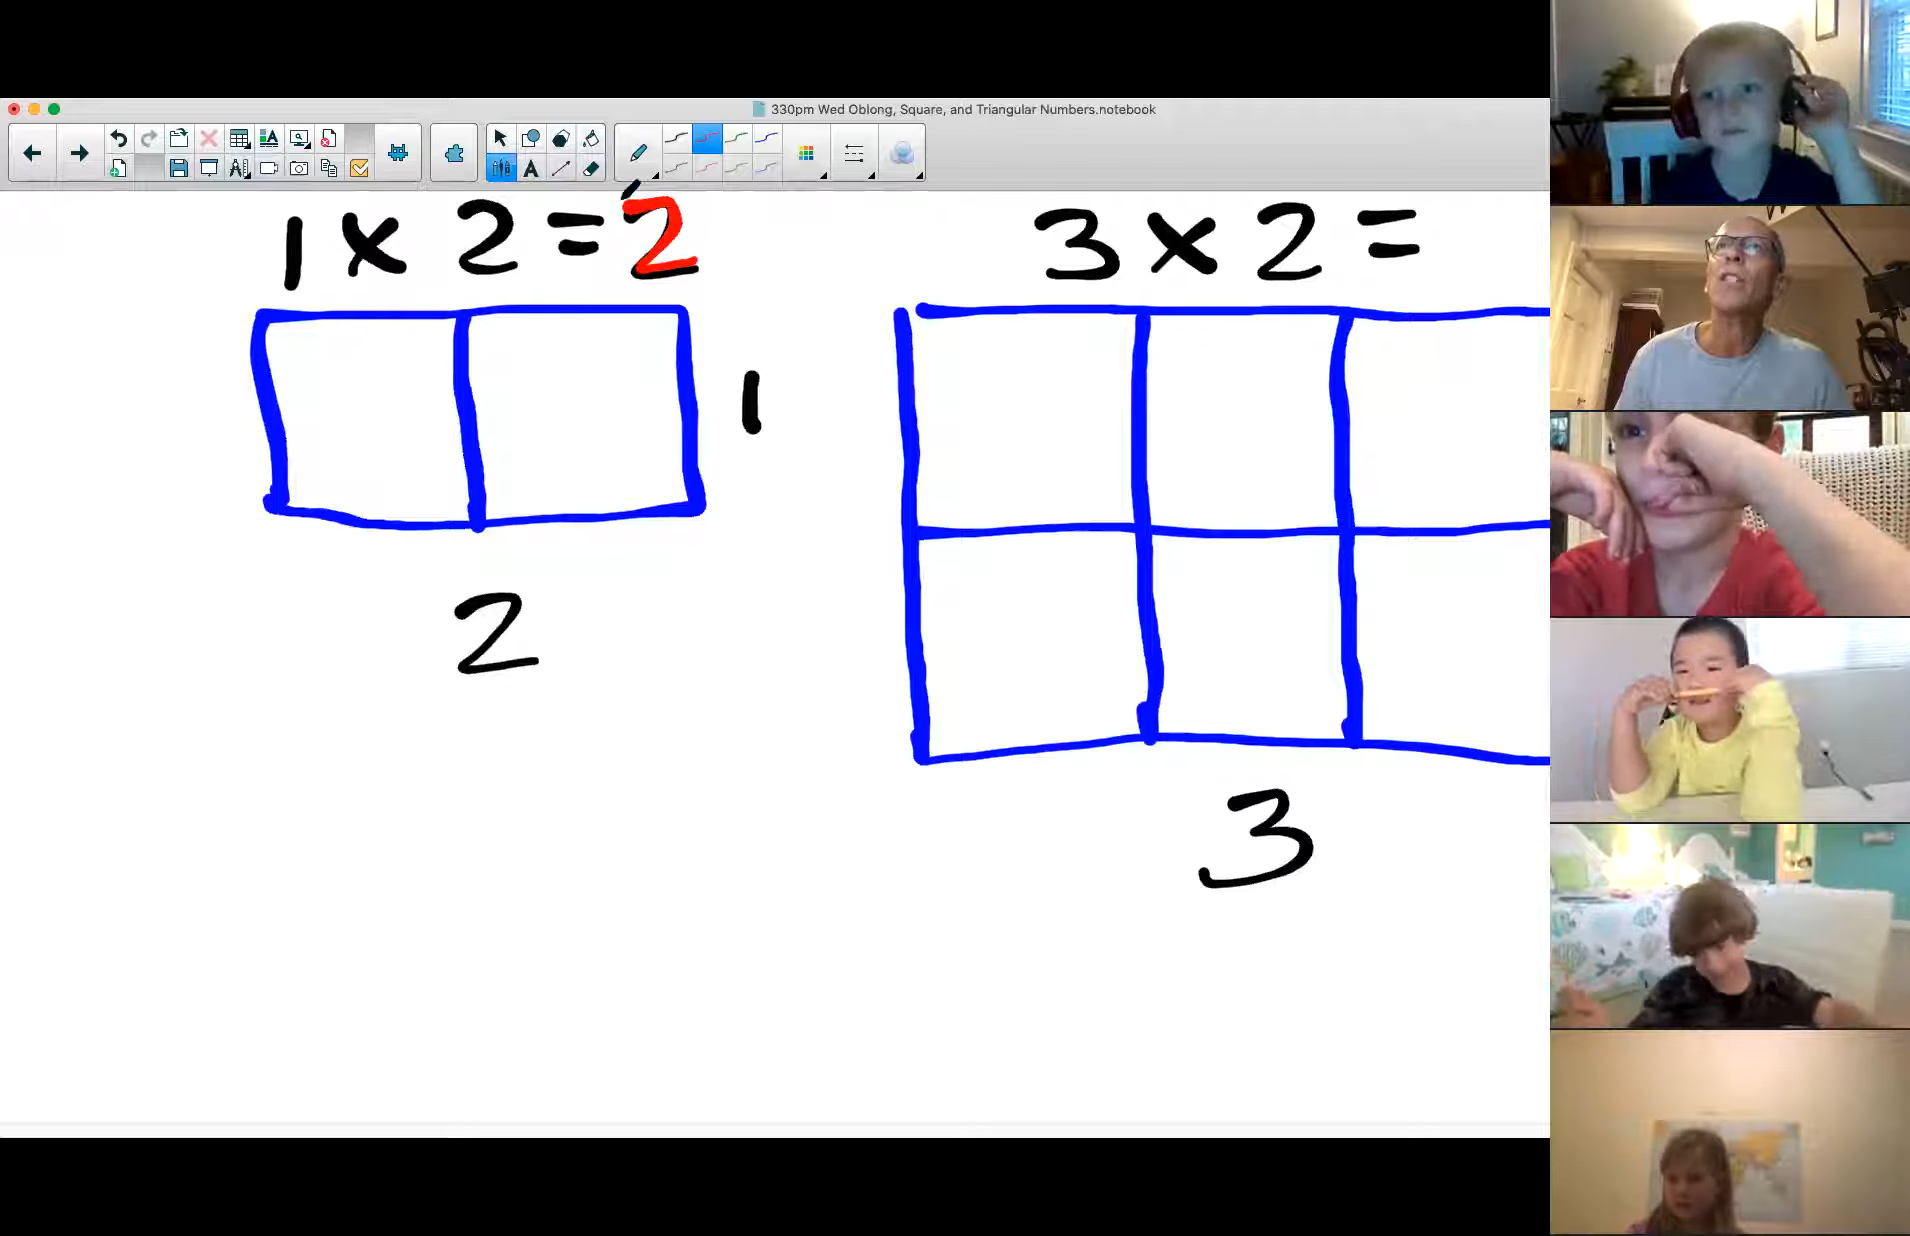 330pm Wed Oblong, Square, and Triangular Numbers.notebook
A
A
1 x 2 = 2
3 x 2 =
1
2
3